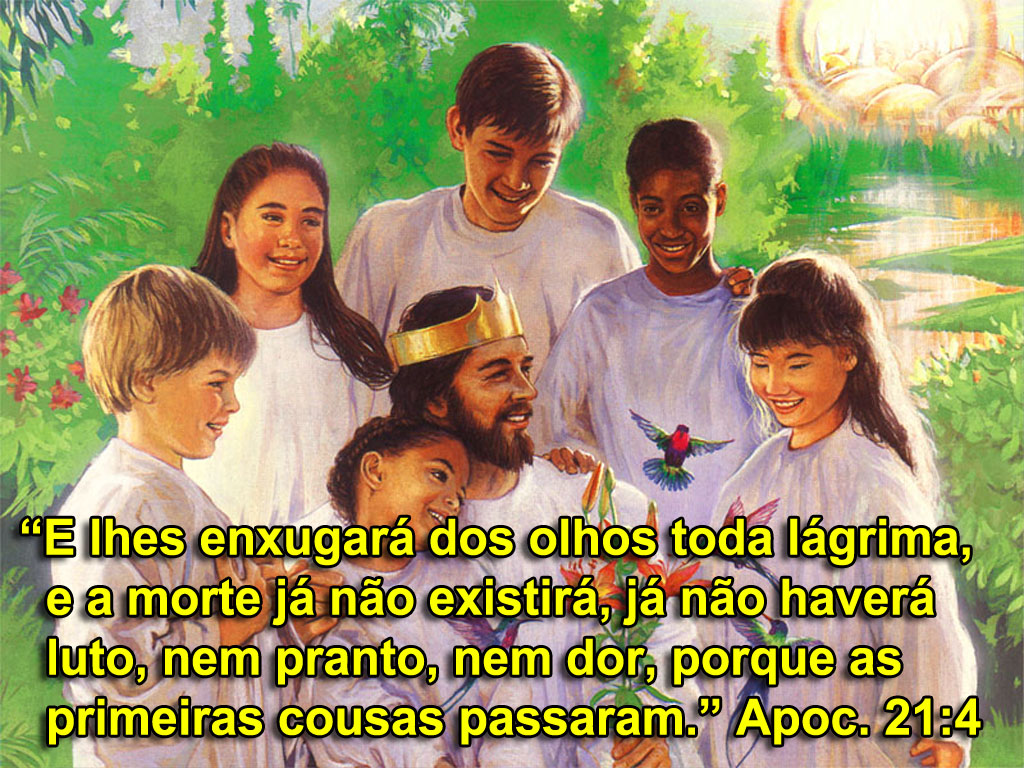 “E lhes enxugará dos olhos toda lágrima,
e a morte já não existirá, já não haverá
luto, nem pranto, nem dor, porque as
primeiras cousas passaram.” Apoc. 21:4